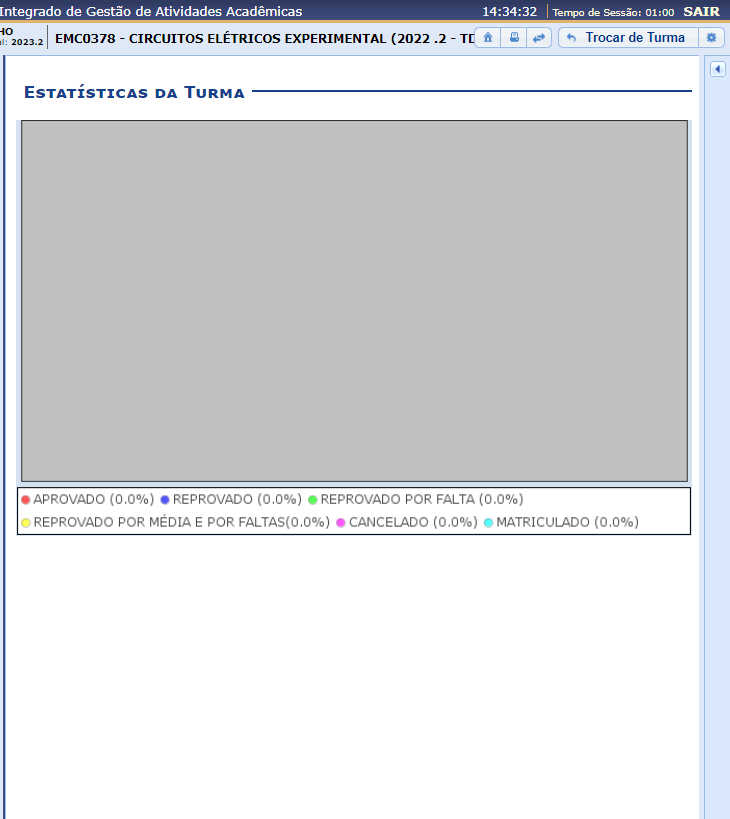 Integrado de Gestão de Atividades Acadêmicas 14:34:32 Tempo de Sessão: 01:00 SAIR
HO
el: 2023.2
EMC0378 - CIRCUITOS ELÉTRICOS EXPERIMENTAL (2022 .2 - TD
Trocar de Turma
ESTATÍSTICAS DA TURMA
APROVADO (0.0%) REPROVADO (0.0%) REPROVADO POR FALTA (0.0%)
REPROVADO POR MÉDIA E POR FALTAS(0.0%) CANCELADO (0.0%) MATRICULADO (0.0%)